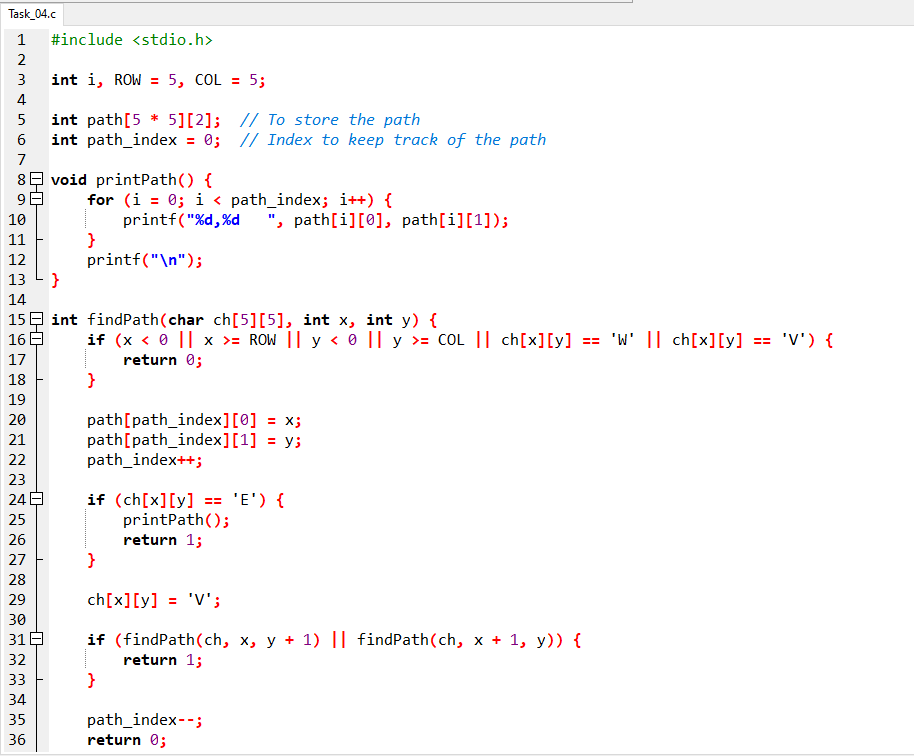 Task_04.c
1 #include <stdio.h>
2
3 int i, ROW = 5, COL = 5;
4
5 int path[5 * 5][2];  // To store the path
6 int path_index = 0;  // Index to keep track of the path
7
8 void printPath() {
9     for (i = 0; i < path_index; i++) {
10         printf("%d,%d   ", path[i][0], path[i][1]);
11     }
12     printf("\n");
13 }
14
15 int findPath(char ch[5][5], int x, int y) {
16     if (x < 0 || x >= ROW || y < 0 || y >= COL || ch[x][y] == 'W' || ch[x][y] == 'V') {
17         return 0;
18     }
19
20     path[path_index][0] = x;
21     path[path_index][1] = y;
22     path_index++;
23
24     if (ch[x][y] == 'E') {
25         printPath();
26         return 1;
27     }
28
29     ch[x][y] = 'V';
30
31     if (findPath(ch, x, y + 1) || findPath(ch, x + 1, y)) {
32         return 1;
33     }
34
35     path_index--;
36     return 0;